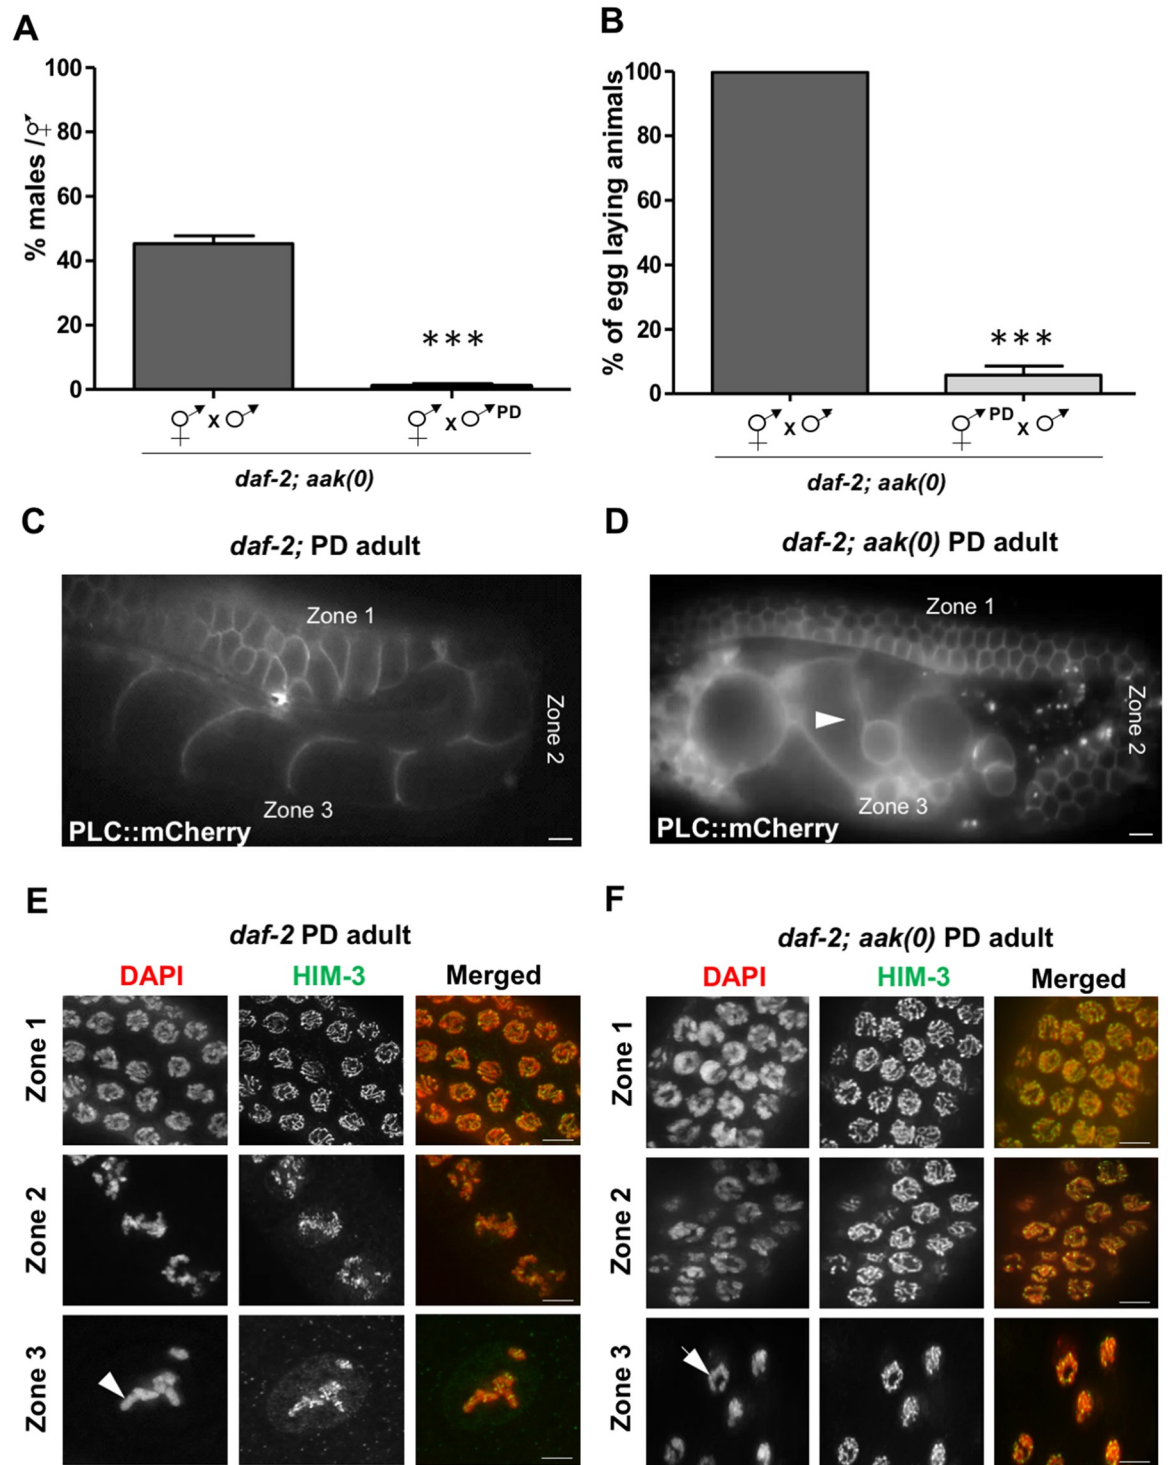 A
100
80
60
40
20
0
% males /⚥
***
x
x PD
daf-2; aak(0)
B
100
80
60
40
20
0
% of egg laying animals
***
x
PD x
daf-2; aak(0)
C
daf-2; PD adult
Zone 1
Zone 2
Zone 3
PLC::mCherry
D
daf-2; aak(0) PD adult
Zone 1
Zone 2
Zone 3
PLC::mCherry
E
daf-2 PD adult
DAPI HIM-3 Merged
Zone 1
Zone 2
Zone 3
F
daf-2; aak(0) PD adult
DAPI HIM-3 Merged
Zone 1
Zone 2
Zone 3